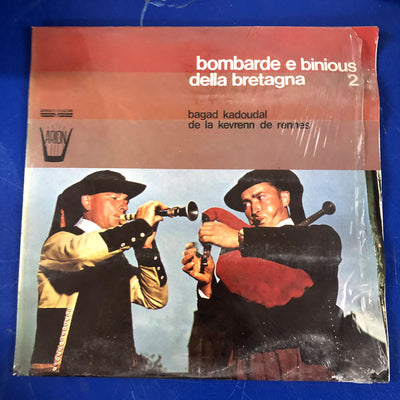 bombarde e binious
della bretagna 2
bagad kadoudal
de la kevrenn de rennes
ARION